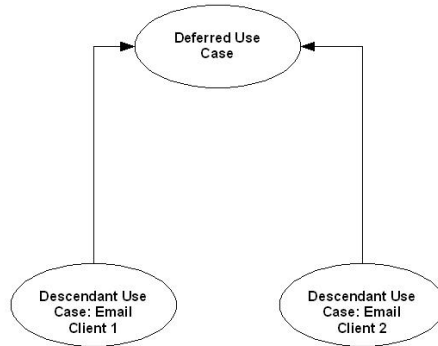 Deferred Use
Case
Descendant Use
Case: Email
Client 1
Descendant Use
Case: Email
Client 2